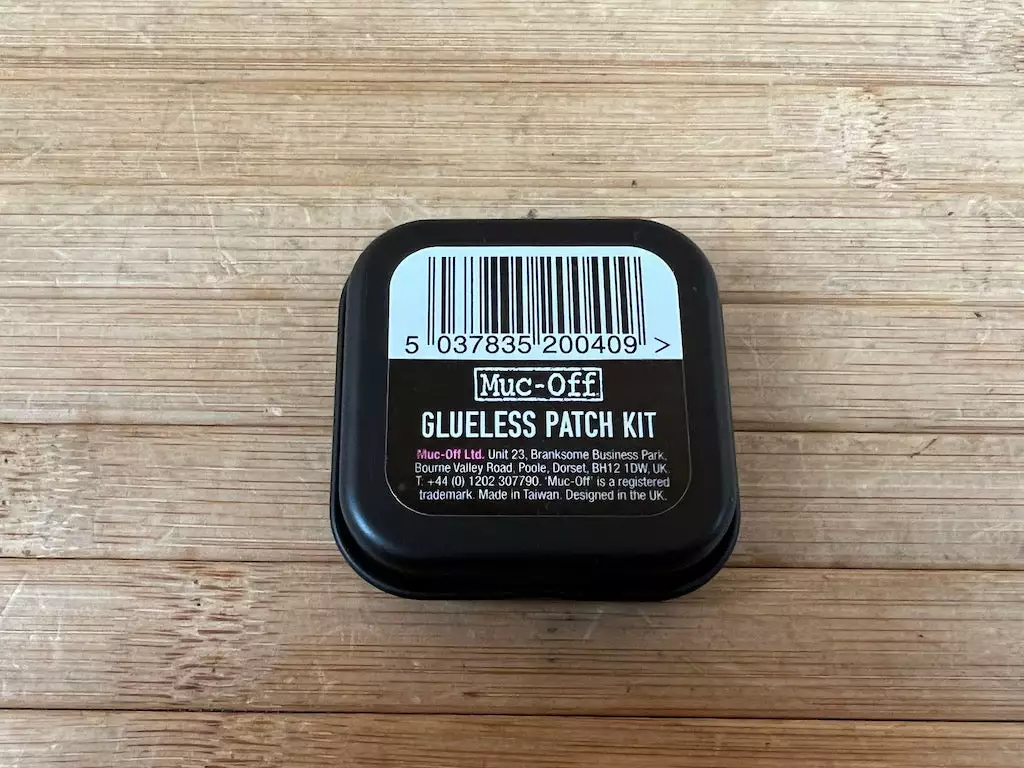 5 037835 200409 >
Muc-Off
GLUELESS PATCH KIT
Muc-Off Ltd. Unit 23, Branksome Business Park,
Bourne Valley Road, Poole, Dorset, BH12 1DW, UK.
T: +44 (0) 1202 307790. 'Muc-Off' is a registered
trademark. Made in Taiwan. Designed in the UK.